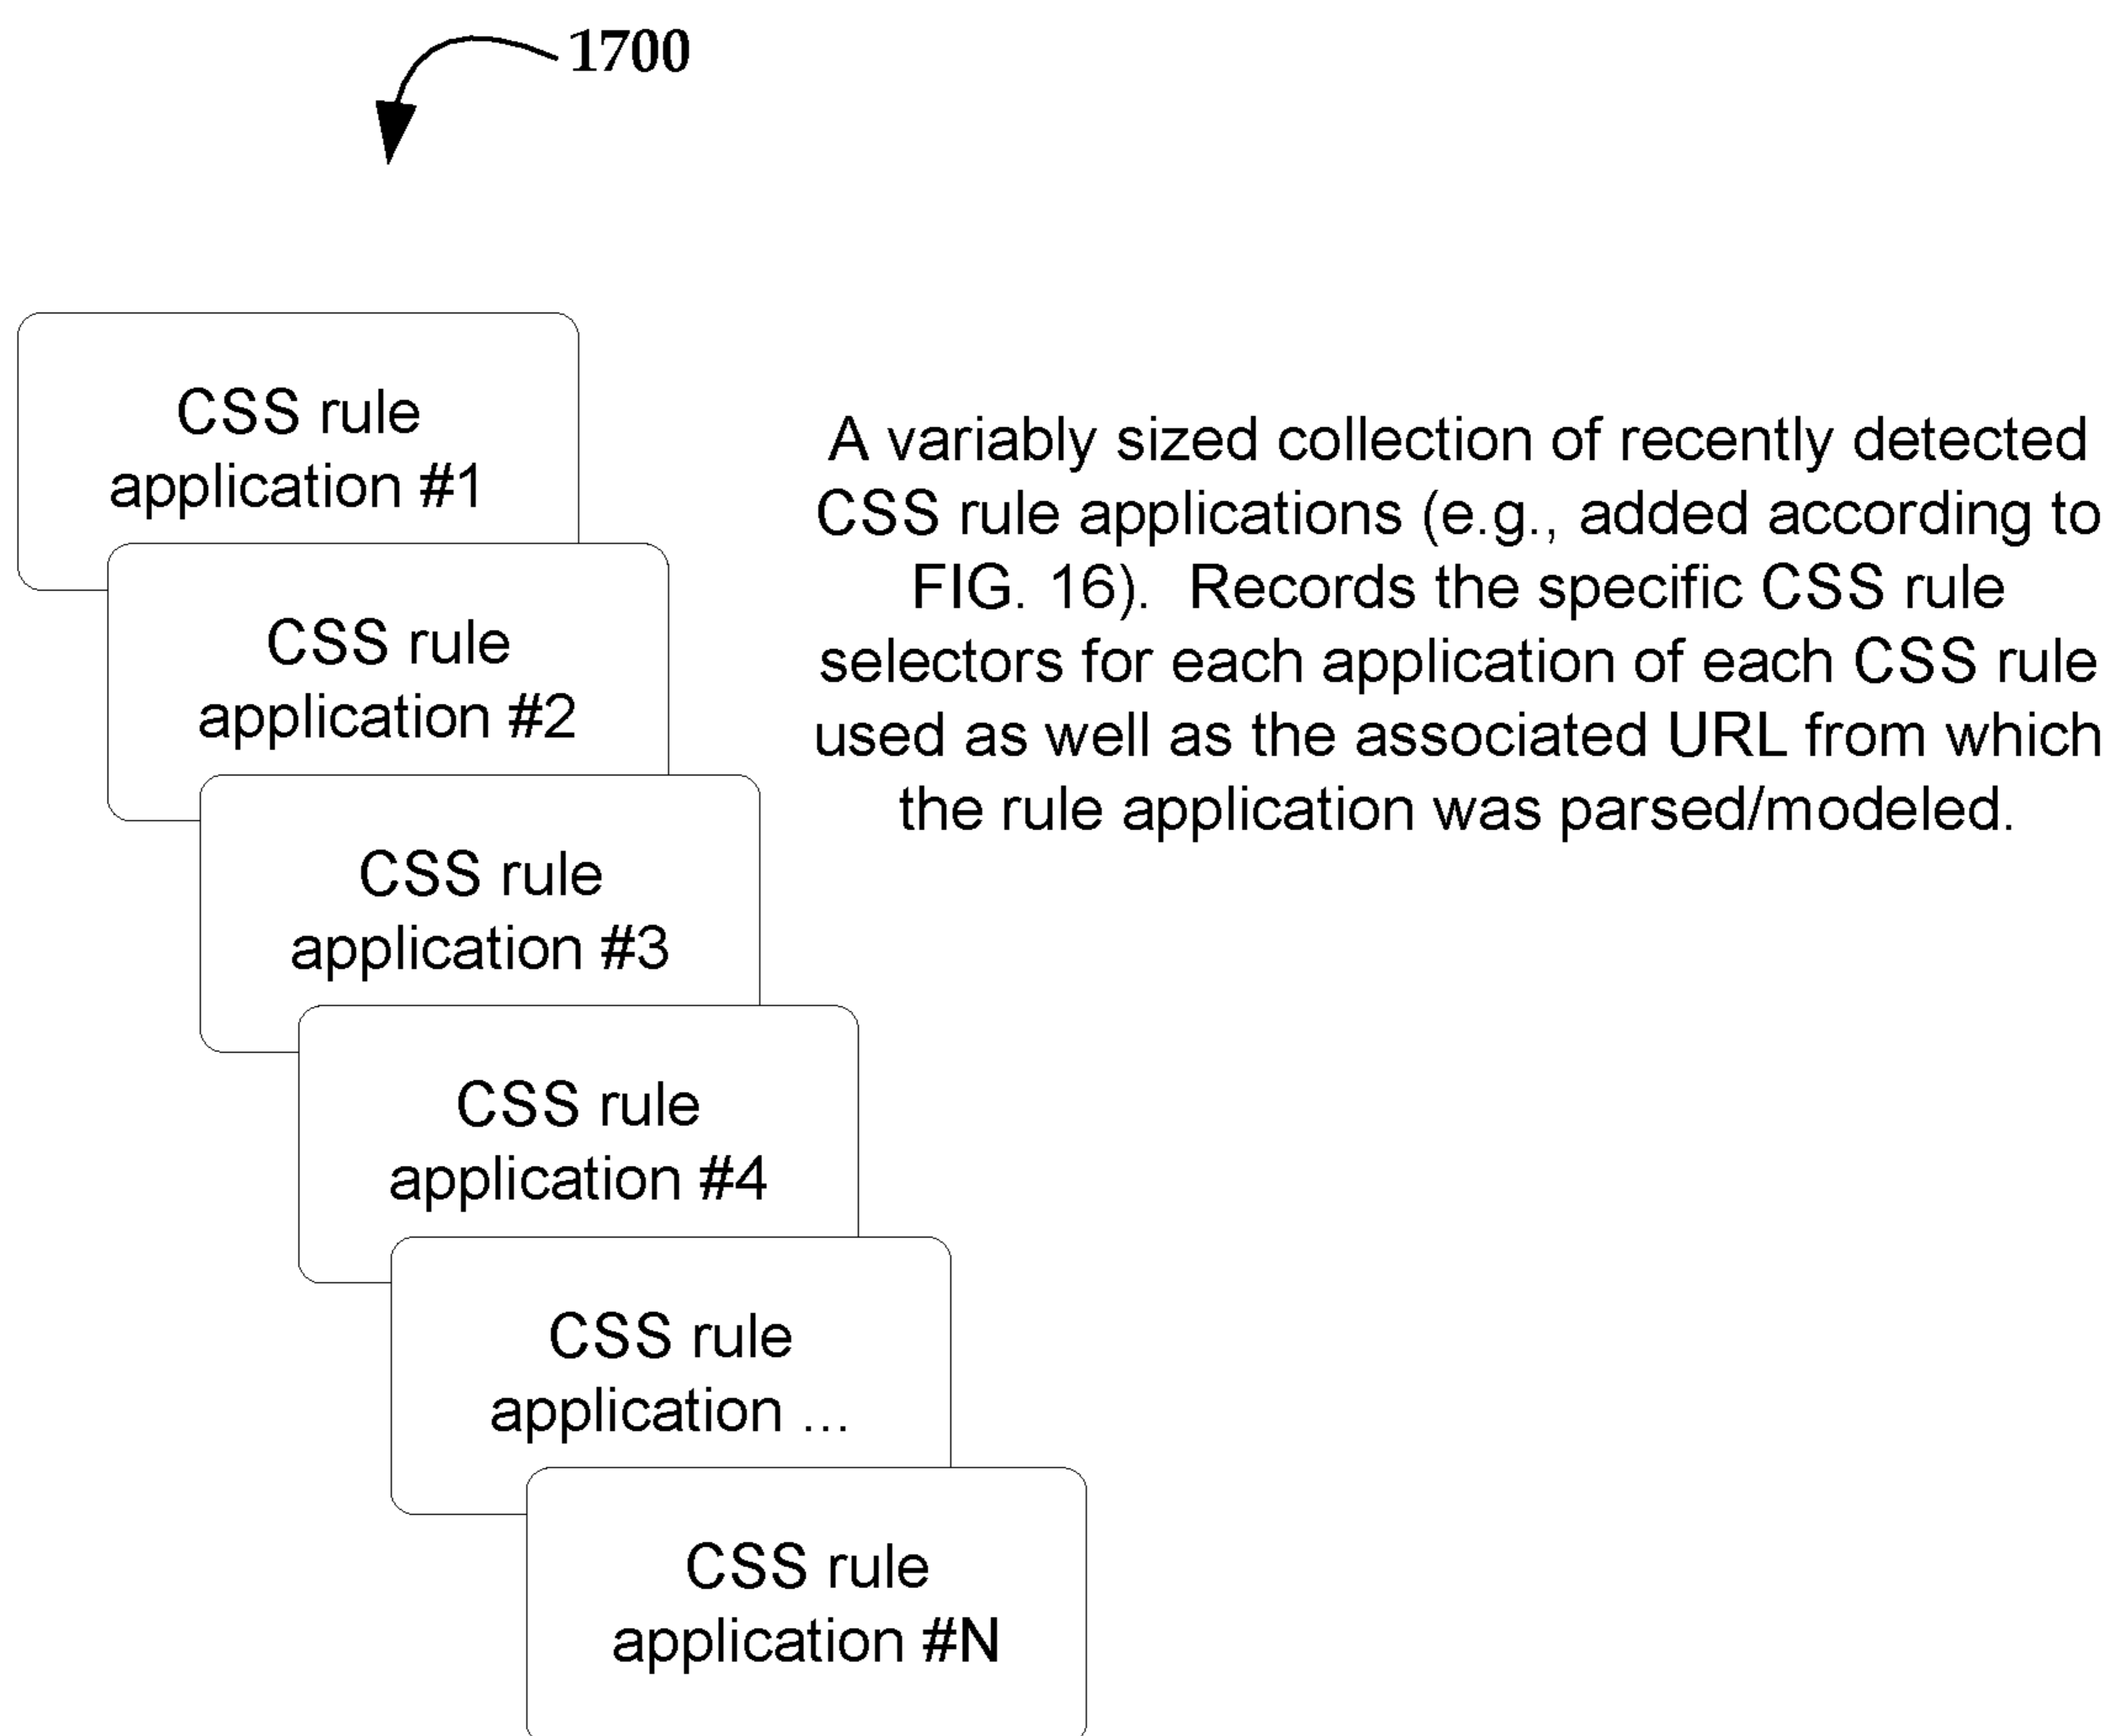 1700
CSS rule
application #1
CSS rule
application #2
CSS rule
application #3
CSS rule
application #4
CSS rule
application ...
CSS rule
application #N
A variably sized collection of recently detected
CSS rule applications (e.g., added according to
FIG. 16).  Records the specific CSS rule
selectors for each application of each CSS rule
used as well as the associated URL from which
the rule application was parsed/modeled.